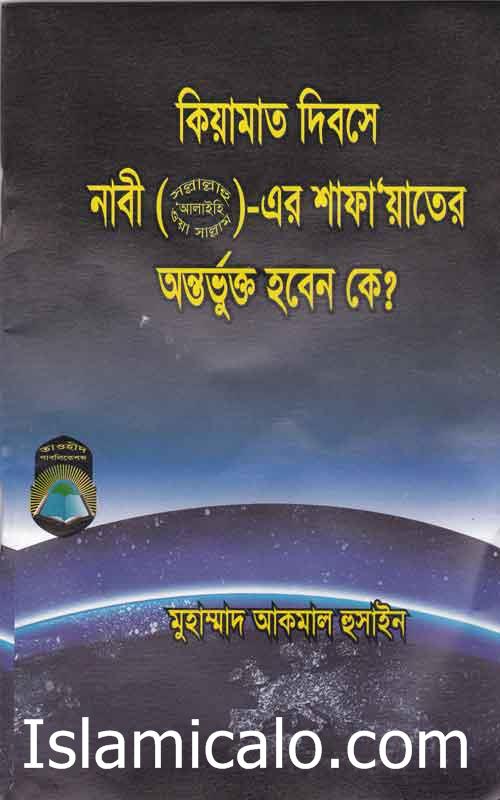 কিয়ামাত দিবসে
নাবী (সল্লাল্লাহু আলাইহি ওয়া সাল্লাম)-এর শাফা‘য়াতের
অন্তর্ভুক্ত হবেন কে?
তাওহীদ
পাবলিকেশন্স
মুহাম্মাদ আকমাল হুসাইন
Islamicalo.com